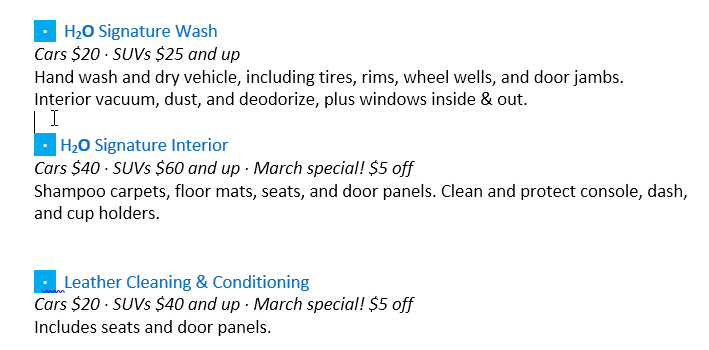 · H₂O Signature Wash
Cars $20 · SUVs $25 and up
Hand wash and dry vehicle, including tires, rims, wheel wells, and door jambs.
Interior vacuum, dust, and deodorize, plus windows inside & out.
· H₂O Signature Interior
Cars $40 · SUVs $60 and up · March special! $5 off
Shampoo carpets, floor mats, seats, and door panels. Clean and protect console, dash,
and cup holders.
· Leather Cleaning & Conditioning
Cars $20 · SUVs $40 and up · March special! $5 off
Includes seats and door panels.